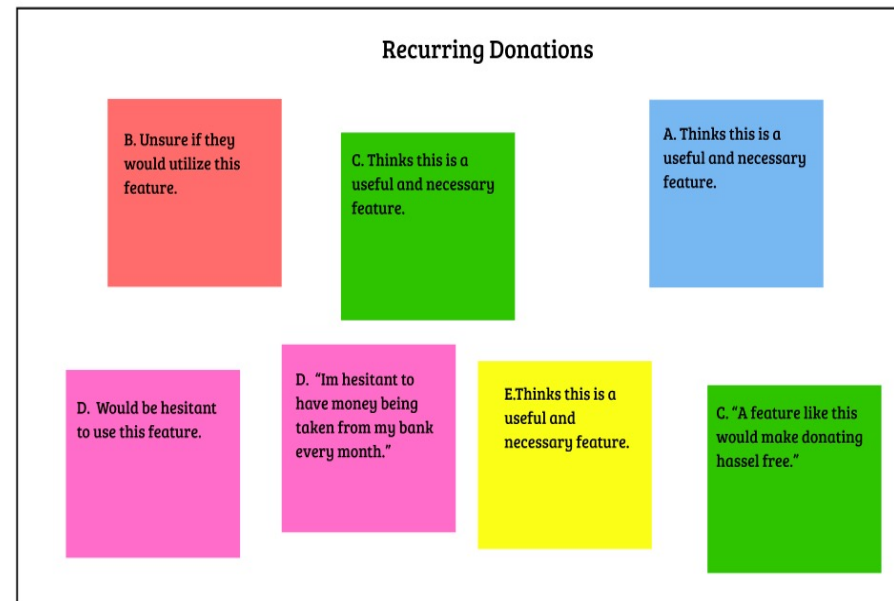 Recurring Donations
B. Unsure if they
would utilize this
feature.
C. Thinks this is a
useful and necessary
feature.
A. Thinks this is a
useful and necessary
feature.
D. Would be hesitant
to use this feature.
D. “Im hesitant to
have money being
taken from my bank
every month.”
E.Thinks this is a
useful and
necessary feature.
C. “A feature like this
would make donating
hassel free.”